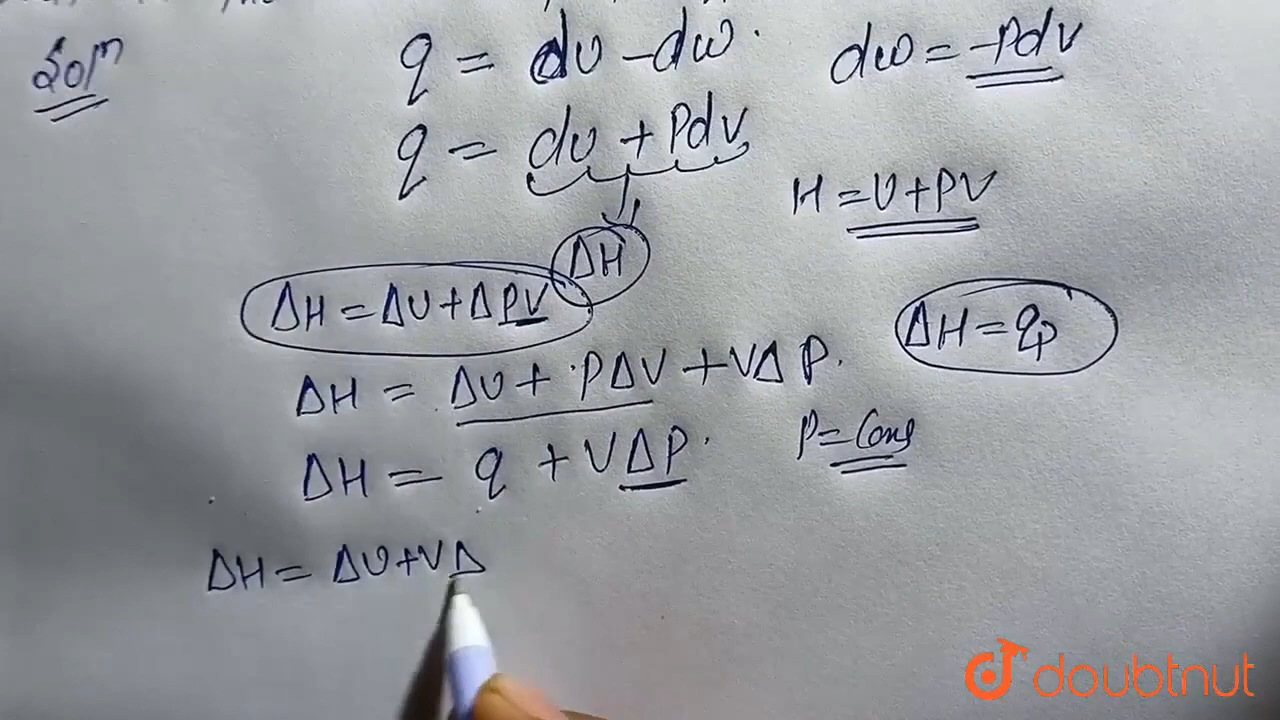 Solⁿ
q = dU - dw.
dw = -Pdv
q = dU + Pdv
H = U + PV
ΔH
ΔH = ΔU + ΔPV
ΔH = qₚ
ΔH = ΔU + PΔV + VΔP.
P = Cons
ΔH = q + VΔP.
ΔH = ΔU + VΔ
doubtnut